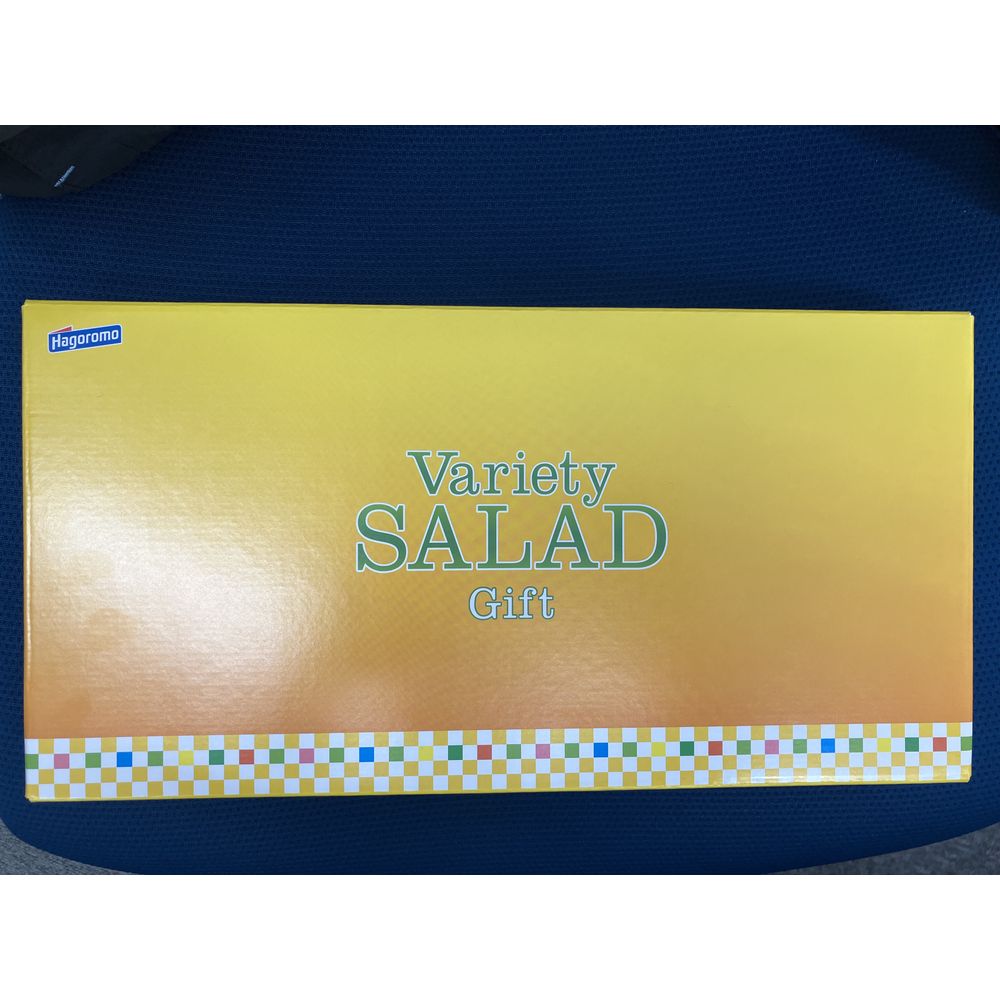 Hagoromo
Variety
SALAD
Gift